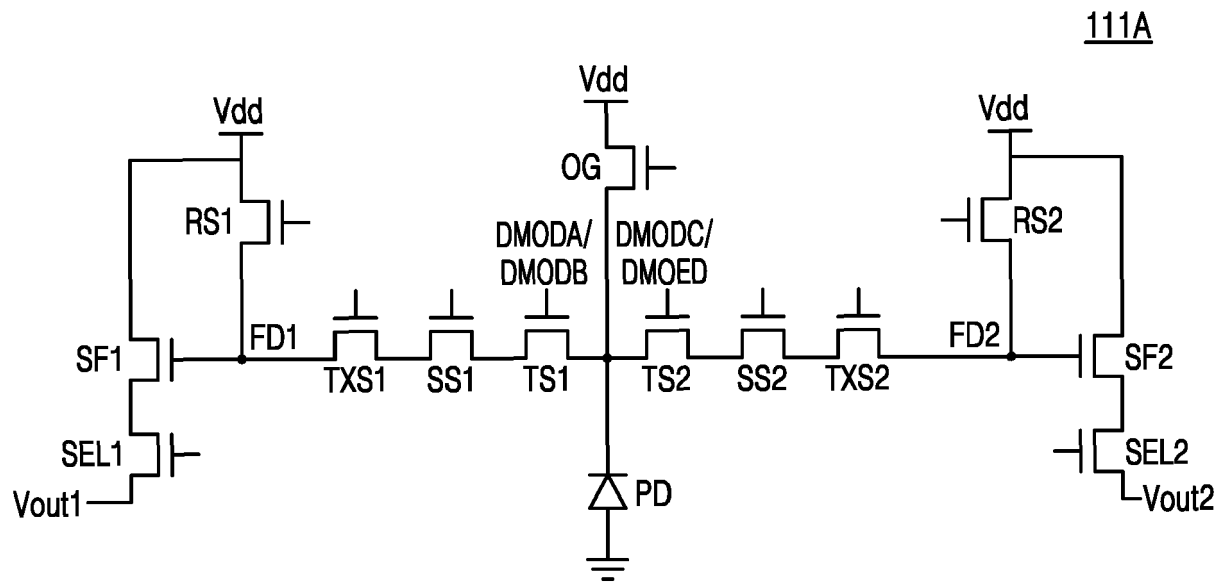 111A
Vdd
Vdd
Vdd
OG
RS1
RS2
DMODA/
DMODB
DMODC/
DMOED
FD1
FD2
SF1
SF2
TXS1
SS1
TS1
TS2
SS2
TXS2
SEL1
SEL2
Vout1
PD
Vout2